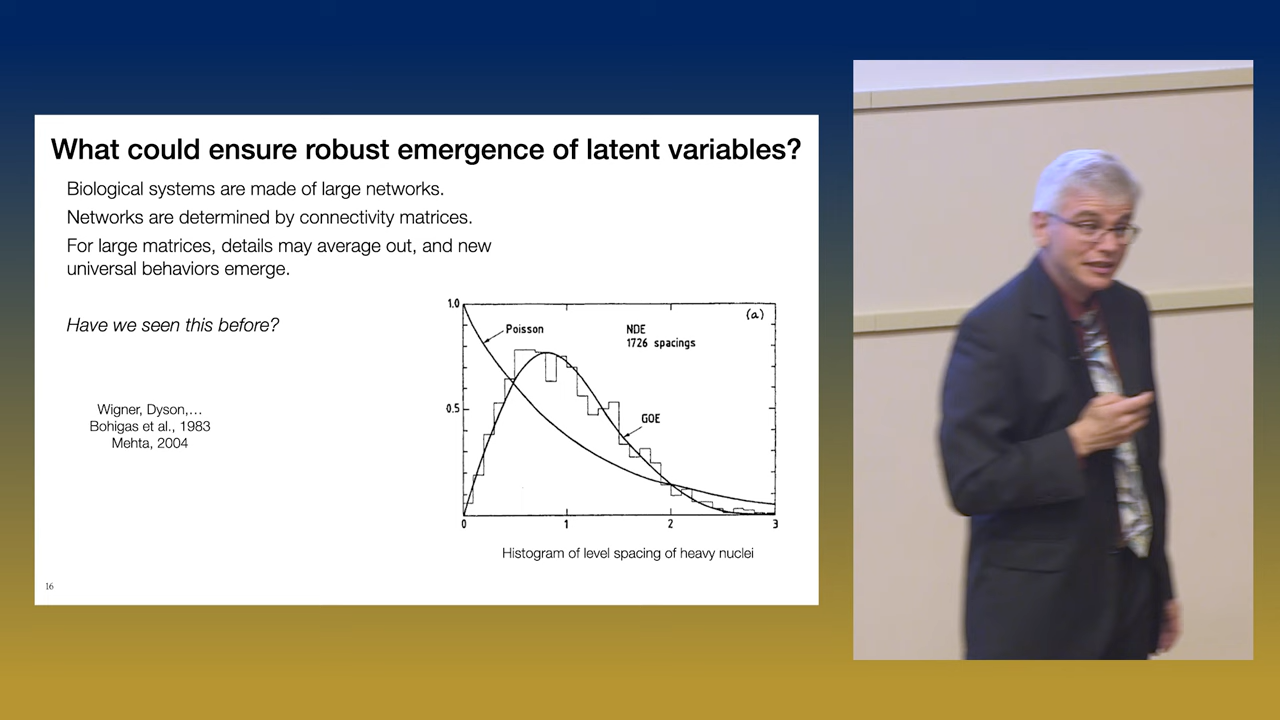 What could ensure robust emergence of latent variables?
Biological systems are made of large networks.
Networks are determined by connectivity matrices.
For large matrices, details may average out, and new
universal behaviors emerge.
Have we seen this before?
Wigner, Dyson,…
Bohigas et al., 1983
Mehta, 2004
1.0
(a)
Poisson
NDE
1726 spacings
0.5
GOE
0
1
2
3
Histogram of level spacing of heavy nuclei
16